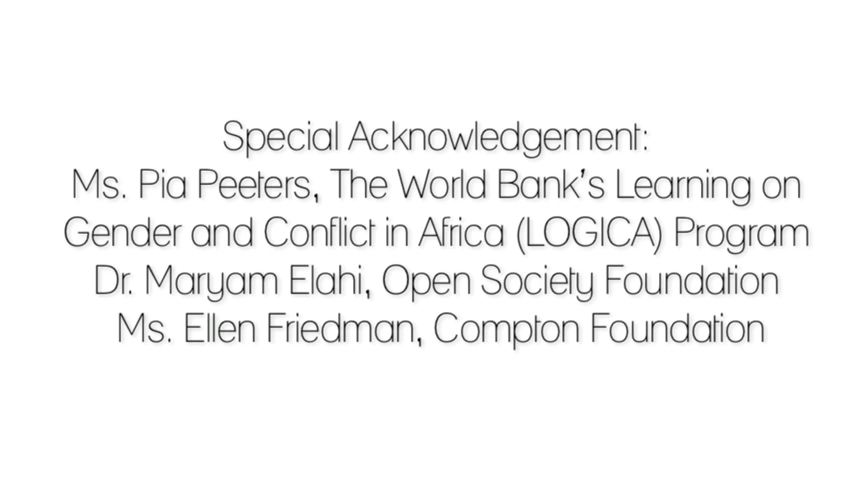 Special Acknowledgement:
Ms. Pia Peeters, The World Bank's Learning on
Gender and Conflict in Africa (LOGICA) Program
Dr. Maryam Elahi, Open Society Foundation
Ms. Ellen Friedman, Compton Foundation